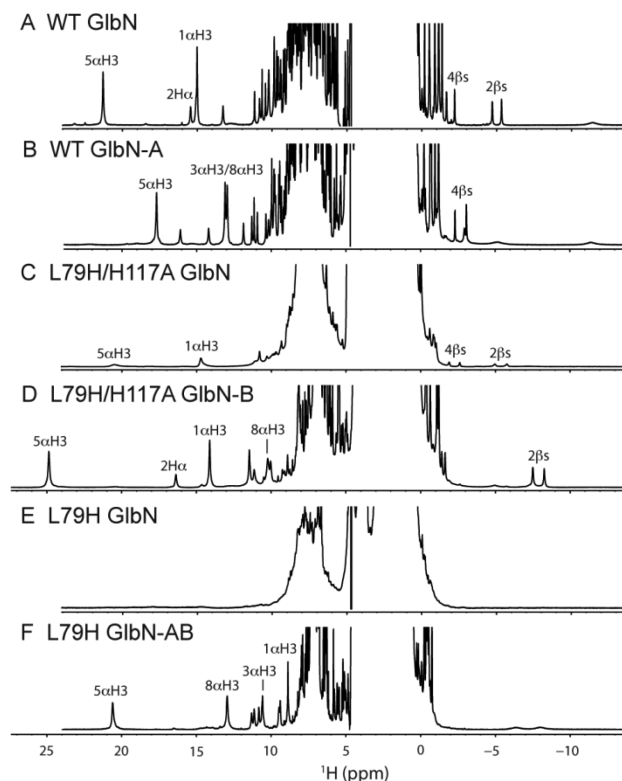 A WT GlbN
5αH3
1αH3
2Hα
4βs
2βs
B WT GlbN-A
5αH3
3αH3/8αH3
4βs
C L79H/H117A GlbN
5αH3
1αH3
4βs
2βs
D L79H/H117A GlbN-B
5αH3
1αH3
2Hα
8αH3
2βs
E L79H GlbN
F L79H GlbN-AB
5αH3
8αH3
3αH3
1αH3
25 20 15 10 5 0 −5 −10
¹H (ppm)